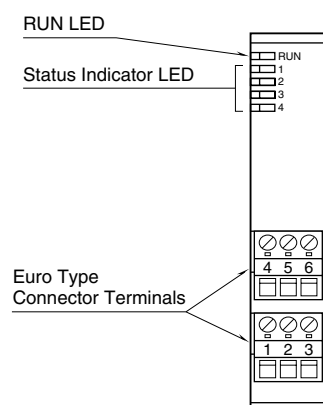 RUN LED
RUN
Status Indicator LED
1
2
3
4
4 5 6
Euro Type
Connector Terminals
1 2 3